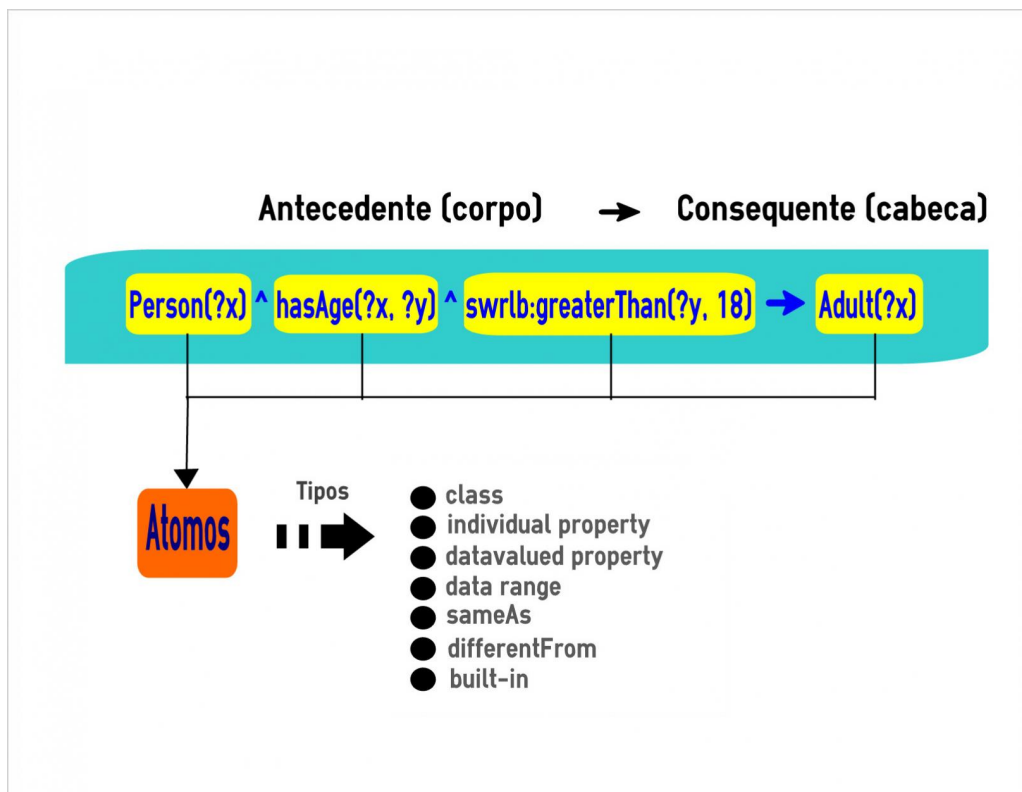 Antecedente (corpo) → Consequente (cabeca)
Person(?x) ^ hasAge(?x, ?y) ^ swrlb:greaterThan(?y, 18) → Adult(?x)
Atomos
Tipos
class
individual property
datavalued property
data range
sameAs
differentFrom
built-in